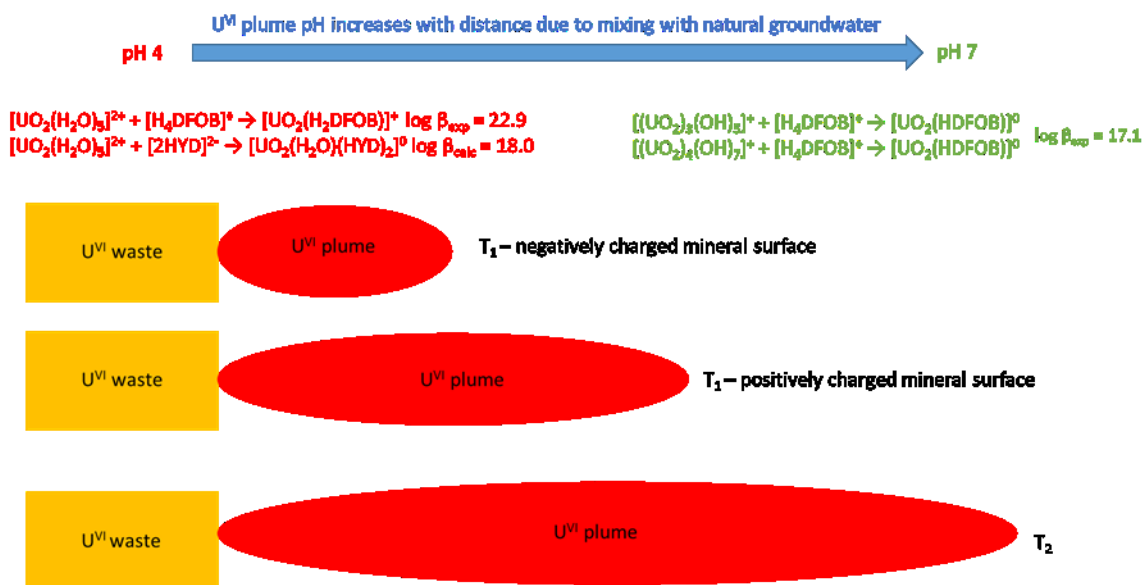 U^VI plume pH increases with distance due to mixing with natural groundwater
pH 4
pH 7
[UO₂(H₂O)₅]²⁺ + [H₄DFOB]⁺ → [UO₂(H₂DFOB)]⁺ log β_exp = 22.9
[UO₂(H₂O)₅]²⁺ + [2HYD]²⁻ → [UO₂(H₂O)(HYD)₂]⁰ log β_calc = 18.0
[(UO₂)₃(OH)₅]⁺ + [H₄DFOB]⁺ → [UO₂(HDFOB)]⁰
[(UO₂)₄(OH)₇]⁺ + [H₄DFOB]⁺ → [UO₂(HDFOB)]⁰
log β_exp = 17.1
U^VI waste
U^VI plume
T₁ – negatively charged mineral surface
U^VI waste
U^VI plume
T₁ – positively charged mineral surface
U^VI waste
U^VI plume
T₂